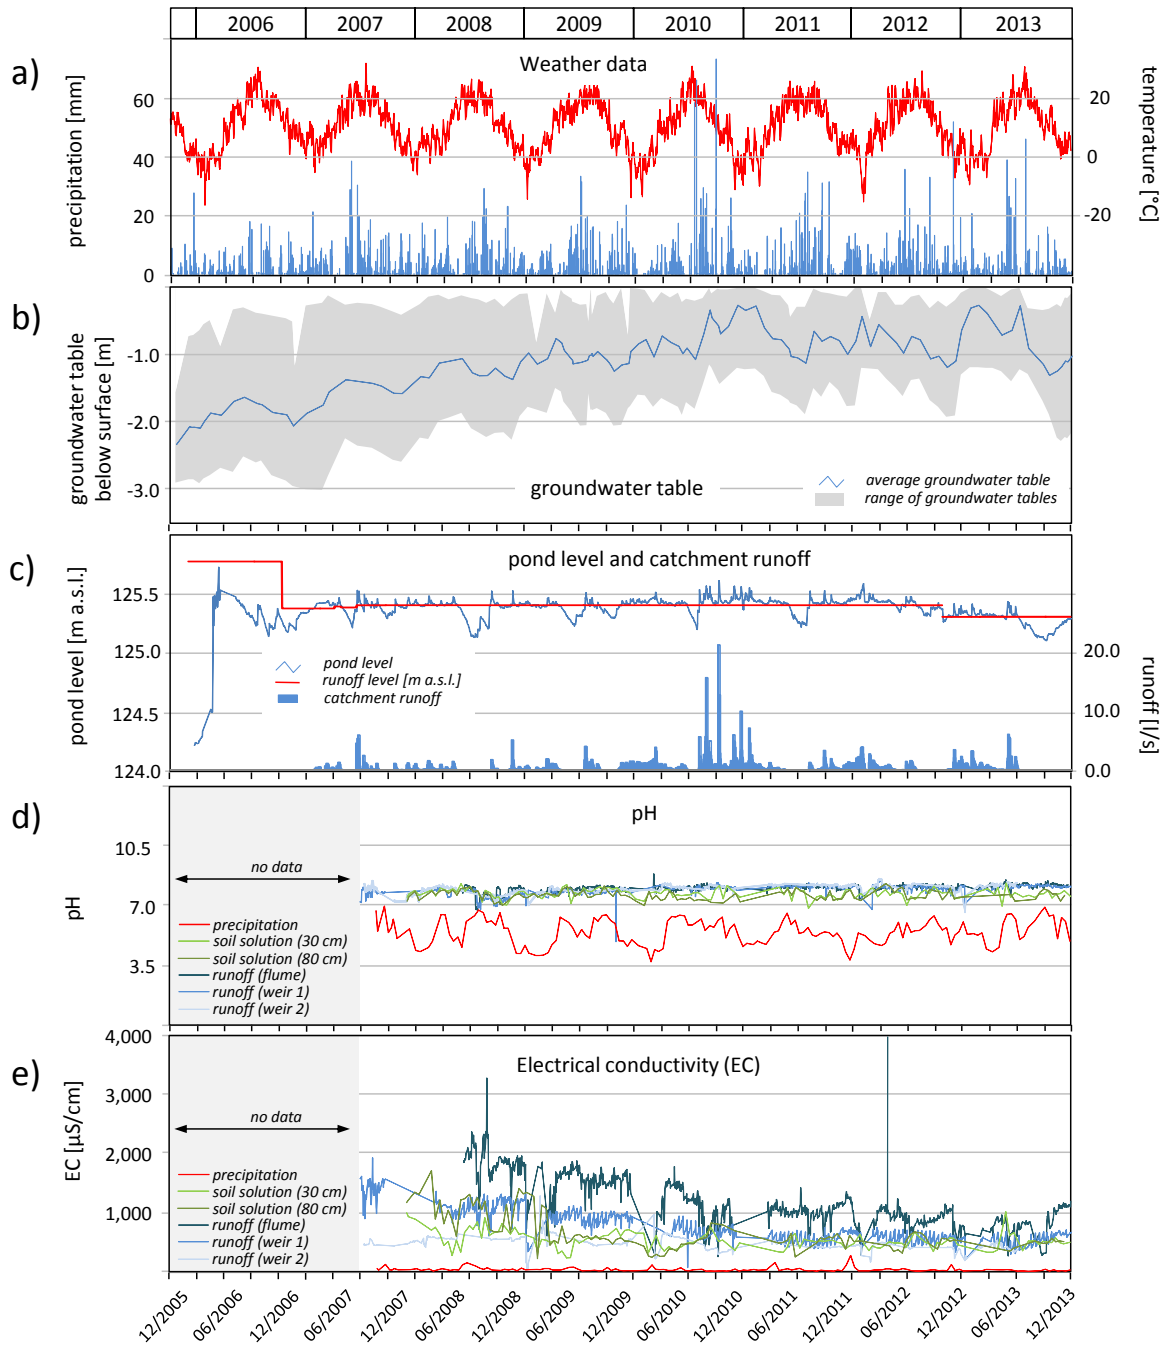 2006 2007 2008 2009 2010 2011 2012 2013
a)
Weather data
precipitation [mm]
60
40
20
0
temperature [°C]
20
0
-20
b)
groundwater table
below surface [m]
-1.0
-2.0
-3.0
groundwater table
average groundwater table
range of groundwater tables
c)
pond level and catchment runoff
pond level [m a.s.l.]
125.5
125.0
124.5
124.0
pond level
runoff level [m a.s.l.]
catchment runoff
runoff [l/s]
20.0
10.0
0.0
d)
pH
pH
10.5
7.0
3.5
no data
precipitation
soil solution (30 cm)
soil solution (80 cm)
runoff (flume)
runoff (weir 1)
runoff (weir 2)
e)
Electrical conductivity (EC)
EC [µS/cm]
4,000
3,000
2,000
1,000
no data
precipitation
soil solution (30 cm)
soil solution (80 cm)
runoff (flume)
runoff (weir 1)
runoff (weir 2)
12/2005 06/2006 12/2006 06/2007 12/2007 06/2008 12/2008 06/2009 12/2009 06/2010 12/2010 06/2011 12/2011 06/2012 12/2012 06/2013 12/2013